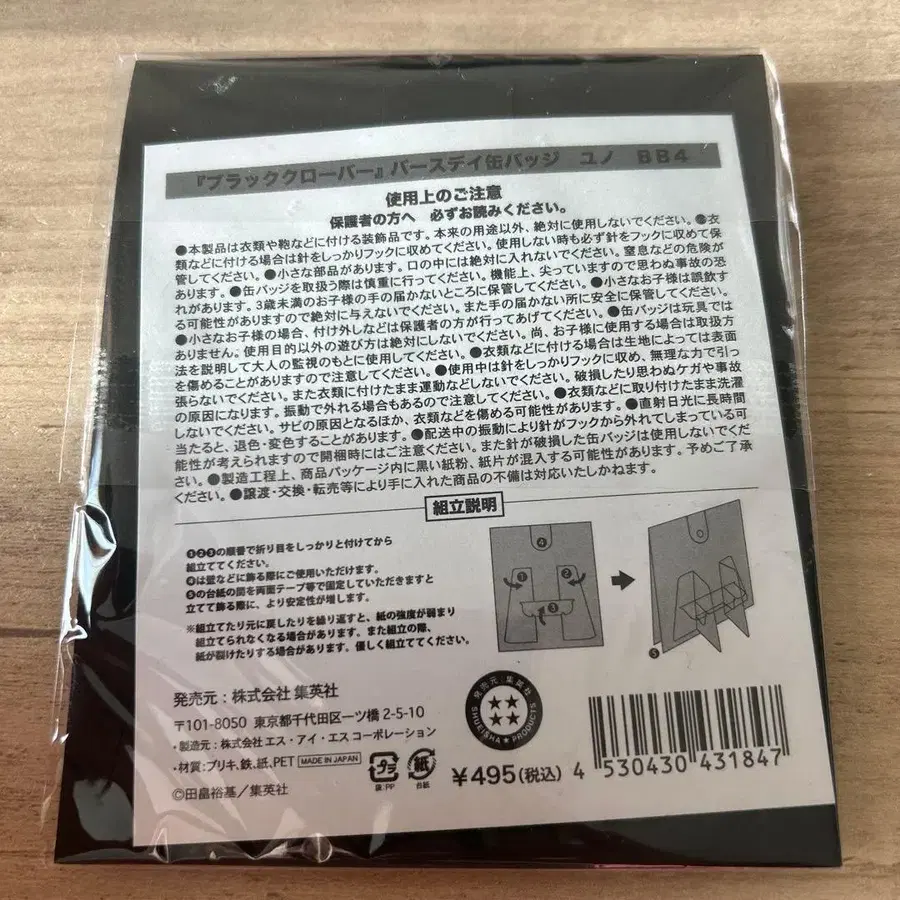 『ブラッククローバー』バースデイ缶バッジ　ユノ　BB4
使用上のご注意
保護者の方へ　必ずお読みください。
●本製品は衣類や鞄などに付ける装飾品です。本来の用途以外、絶対に使用しないでください。●衣
類などに付ける場合は針をしっかりフックに収めてください。使用しない時も必ず針をフックに収めて保
管してください。●小さな部品があります。口の中には絶対に入れないでください。窒息などの危険が
あります。●缶バッジを取扱う際は慎重に行ってください。機能上、尖っていますので思わぬ事故の恐
れがあります。3歳未満のお子様の手の届かないところに保管してください。●小さなお子様は誤飲す
る可能性がありますので絶対に与えないでください。また手の届かない所に安全に保管してください。
●小さなお子様の場合、付け外しなどは保護者の方が行ってあげてください。●缶バッジは玩具では
ありません。使用目的以外の遊び方は絶対にしないでください。尚、お子様に使用する場合は取扱方
法を説明して大人の監視のもとに使用してください。●衣類などに付ける場合は生地によっては表面
を傷めることがありますので注意してください。●使用中は針をしっかりフックに収め、無理な力で引っ
張らないでください。また衣類に付けたまま運動などしないでください。破損したり思わぬケガや事故
の原因になります。振動で外れる場合もあるので注意してください。●衣類などに取り付けたまま洗濯
しないでください。サビの原因となるほか、衣類などを傷める可能性があります。●直射日光に長時間
当たると、退色・変色することがあります。●配送中の振動により針がフックから外れてしまっている可
能性が考えられますので開梱時にはご注意ください。また針が破損した缶バッジは使用しないでくだ
さい。●製造工程上、商品パッケージ内に黒い紙粉、紙片が混入する可能性があります。予めご了承
ください。●譲渡・交換・転売等により手に入れた商品の不備は対応いたしかねます。
組立説明
❶❷❸の順番で折り目をしっかりと付けてから
組立ててください。
❹は壁などに飾る際にご使用いただけます。
❺の台紙の間を両面テープ等で固定していただきますと
立てて飾る際に、より安定性が増します。
※組立てたり元に戻したりを繰り返すと、紙の強度が弱まり
組立てられなくなる場合があります。また組立の際、
紙が裂けたりする場合があります。優しく組立ててください。
④
①
②
③
❺
発売元：株式会社 集英社
〒101-8050 東京都千代田区一ツ橋 2-5-10
・製造元：株式会社 エス・アイ・エス コーポレーション
・材質：ブリキ、鉄、紙、PET MADE IN JAPAN
©田畠裕基／集英社
プラ
袋:PP
紙
台紙
発売元：集英社
SHUEISHA PRODUCTS
¥495(税込)
4 530430 431847